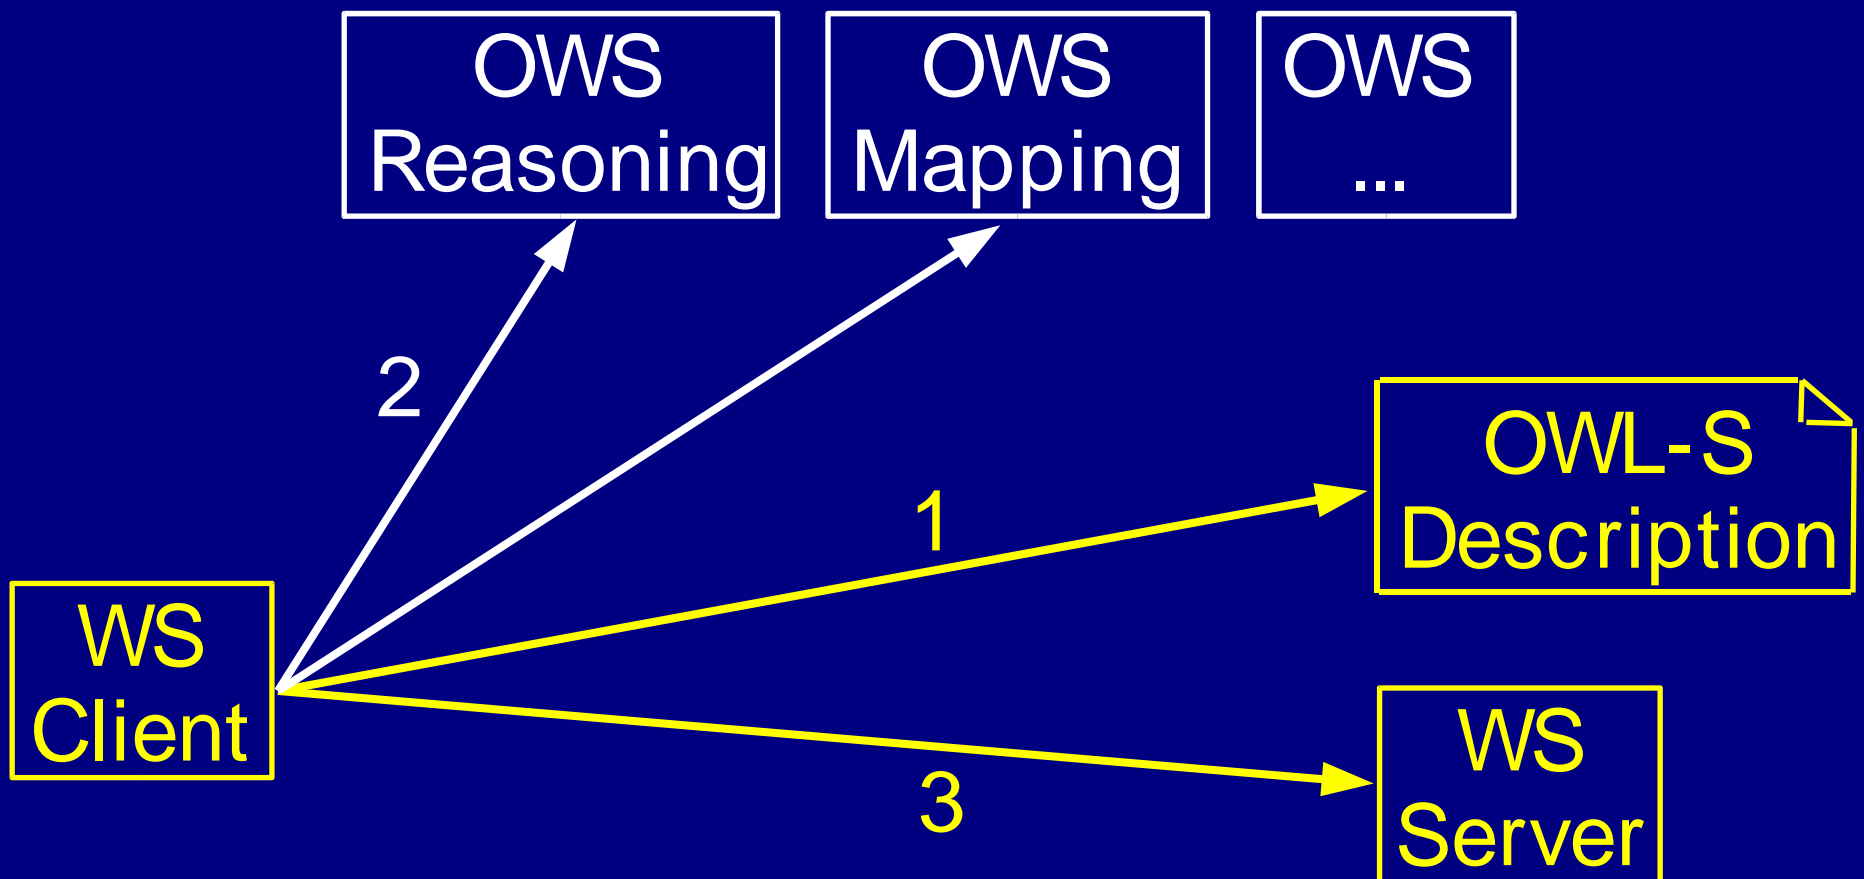 OWS
Reasoning
OWS
Mapping
OWS
...
2
1
OWL-S
Description
WS
Client
3
WS
Server